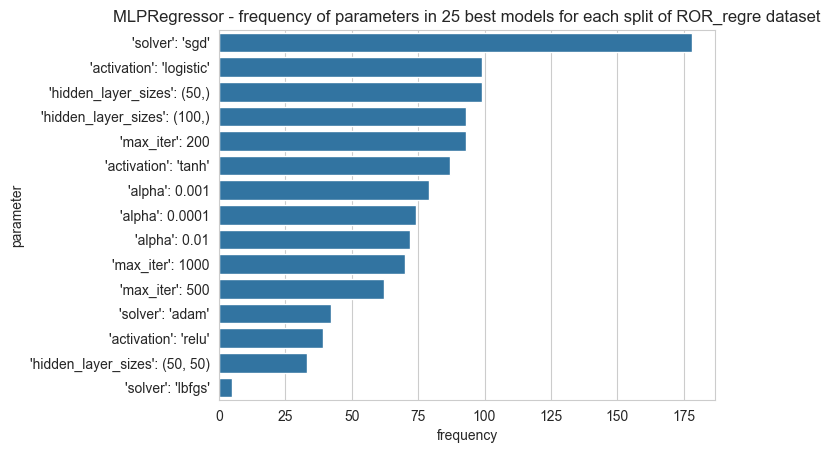 MLPRegressor - frequency of parameters in 25 best models for each split of ROR_regre dataset
'solver': 'sgd'
'activation': 'logistic'
'hidden_layer_sizes': (50,)
'hidden_layer_sizes': (100,)
'max_iter': 200
'activation': 'tanh'
'alpha': 0.001
'alpha': 0.0001
'alpha': 0.01
'max_iter': 1000
'max_iter': 500
'solver': 'adam'
'activation': 'relu'
'hidden_layer_sizes': (50, 50)
'solver': 'lbfgs'
parameter
0 25 50 75 100 125 150 175
frequency